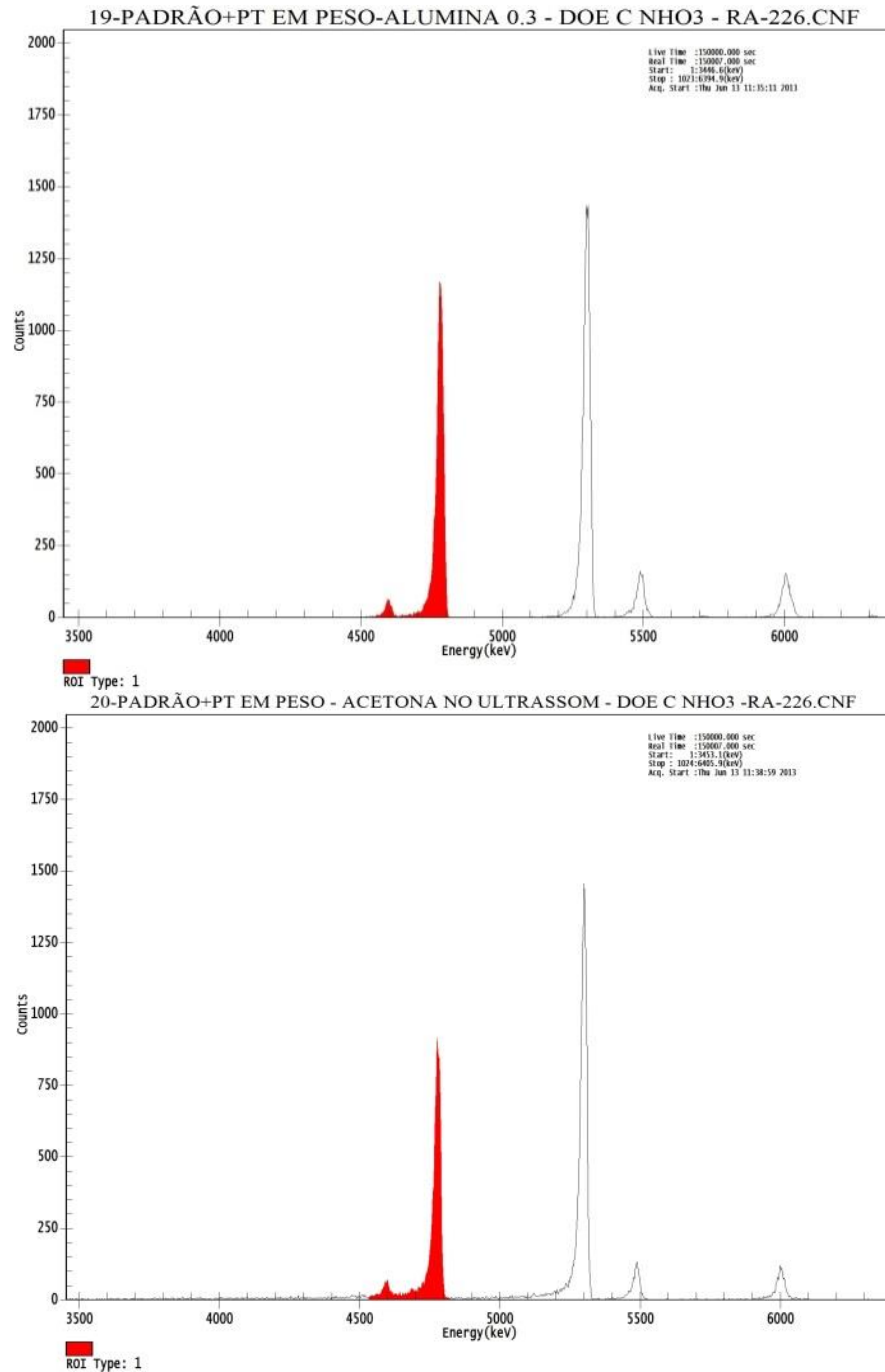 19-PADRÃO+PT EM PESO-ALUMINA 0.3 - DOE C NHO3 - RA-226.CNF
2000
Live Time :150000.000 sec
Real Time :150007.000 sec
Start: 1:3446.6(keV)
Stop : 1023:6394.9(keV)
Acq. Start :Thu Jun 13 11:35:11 2013
1750
1500
1250
Counts
1000
750
500
250
0
3500 4000 4500 5000 5500 6000
Energy(keV)
ROI Type: 1
20-PADRÃO+PT EM PESO - ACETONA NO ULTRASSOM - DOE C NHO3 -RA-226.CNF
2000
Live Time :150000.000 sec
Real Time :150007.000 sec
Start: 1:3453.1(keV)
Stop : 1024:6405.9(keV)
Acq. Start :Thu Jun 13 11:38:59 2013
1750
1500
1250
Counts
1000
750
500
250
0
3500 4000 4500 5000 5500 6000
Energy(keV)
ROI Type: 1